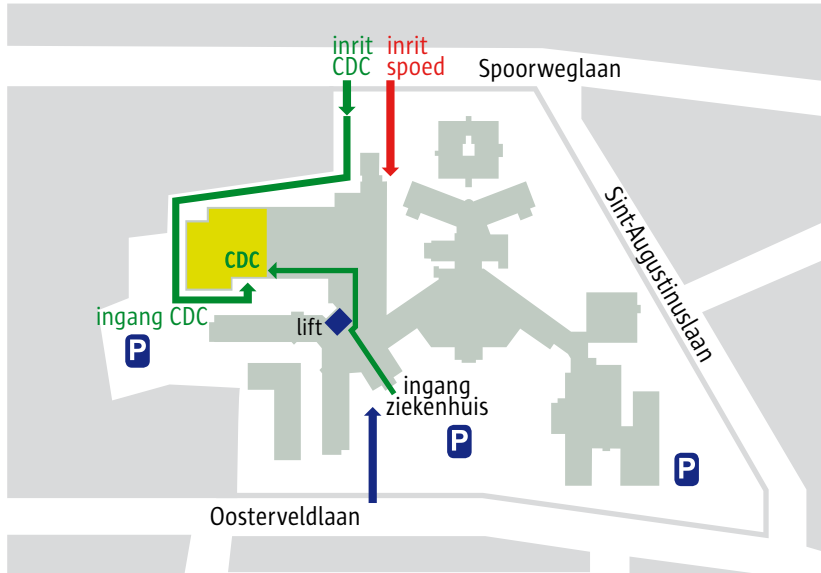 inrit
CDC
inrit
spoed
Spoorweglaan
Sint-Augustinuslaan
CDC
ingang CDC
lift
P
ingang
ziekenhuis
P
P
Oosterveldlaan